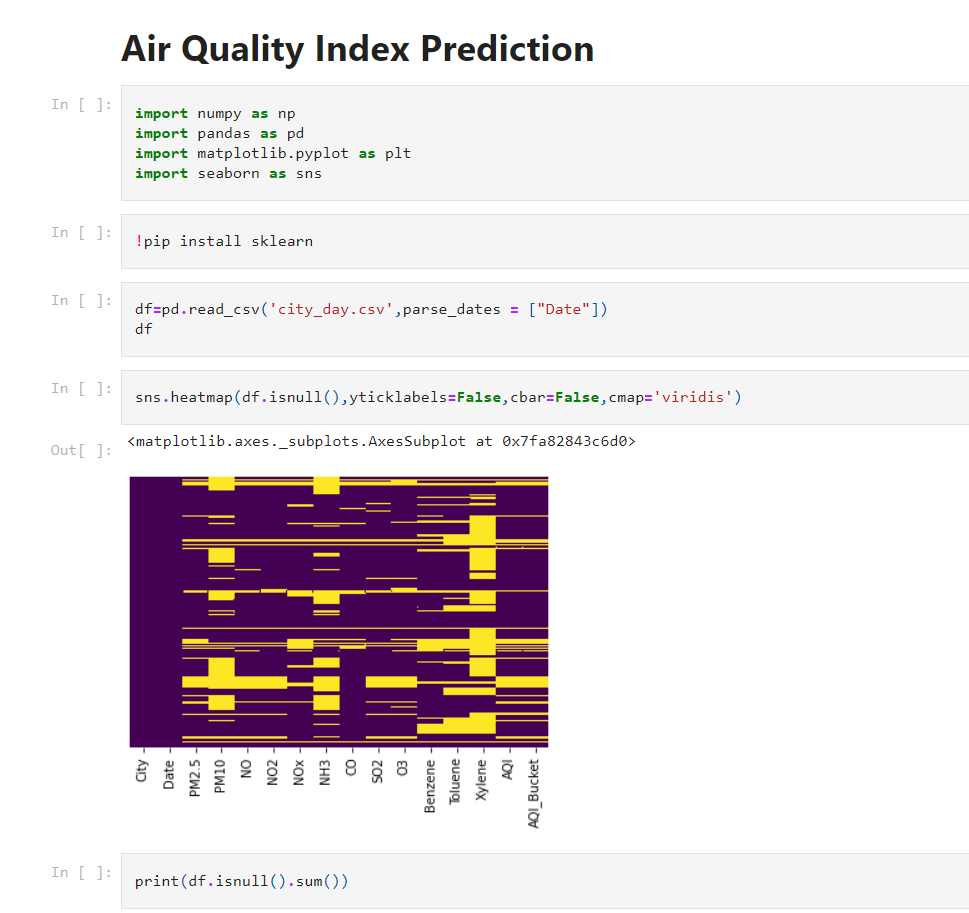 Air Quality Index Prediction
In [ ]:
import numpy as np
import pandas as pd
import matplotlib.pyplot as plt
import seaborn as sns
In [ ]:
!pip install sklearn
In [ ]:
df=pd.read_csv('city_day.csv',parse_dates = ["Date"])
df
In [ ]:
sns.heatmap(df.isnull(),yticklabels=False,cbar=False,cmap='viridis')
Out[ ]:
<matplotlib.axes._subplots.AxesSubplot at 0x7fa82843c6d0>
City
Date
PM2.5
PM10
NO
NO2
NOx
NH3
CO
SO2
O3
Benzene
Toluene
Xylene
AQI
AQI_Bucket
In [ ]:
print(df.isnull().sum())